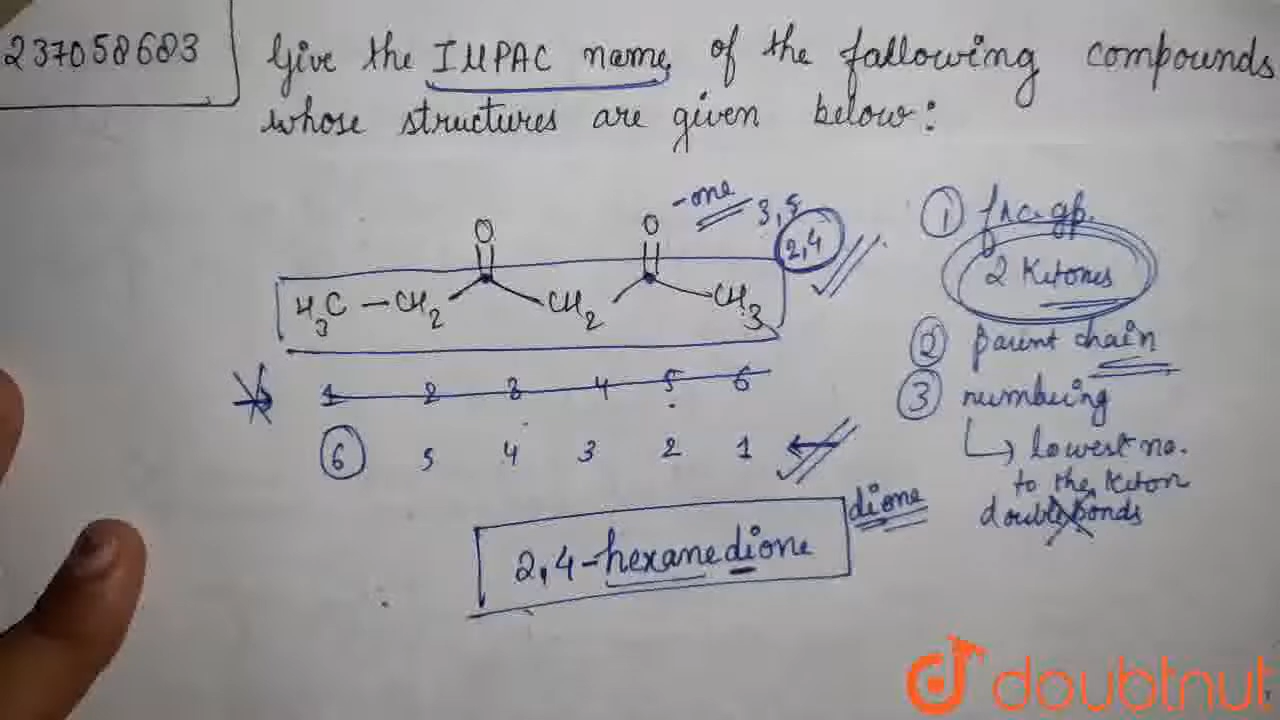 237058683
Give the IUPAC name of the fallowing compounds
whose structures are given below:
-one 3,5
2,4
O O
H3C-CH2 CH2 CH3
1 2 3 4 5 6
6 5 4 3 2 1
2,4-hexanedione
dione
1 fnc. gp.
2 Ketones
2 parent chain
3 numbering
↳ lowest no.
to the keton
double bonds
doubtnut